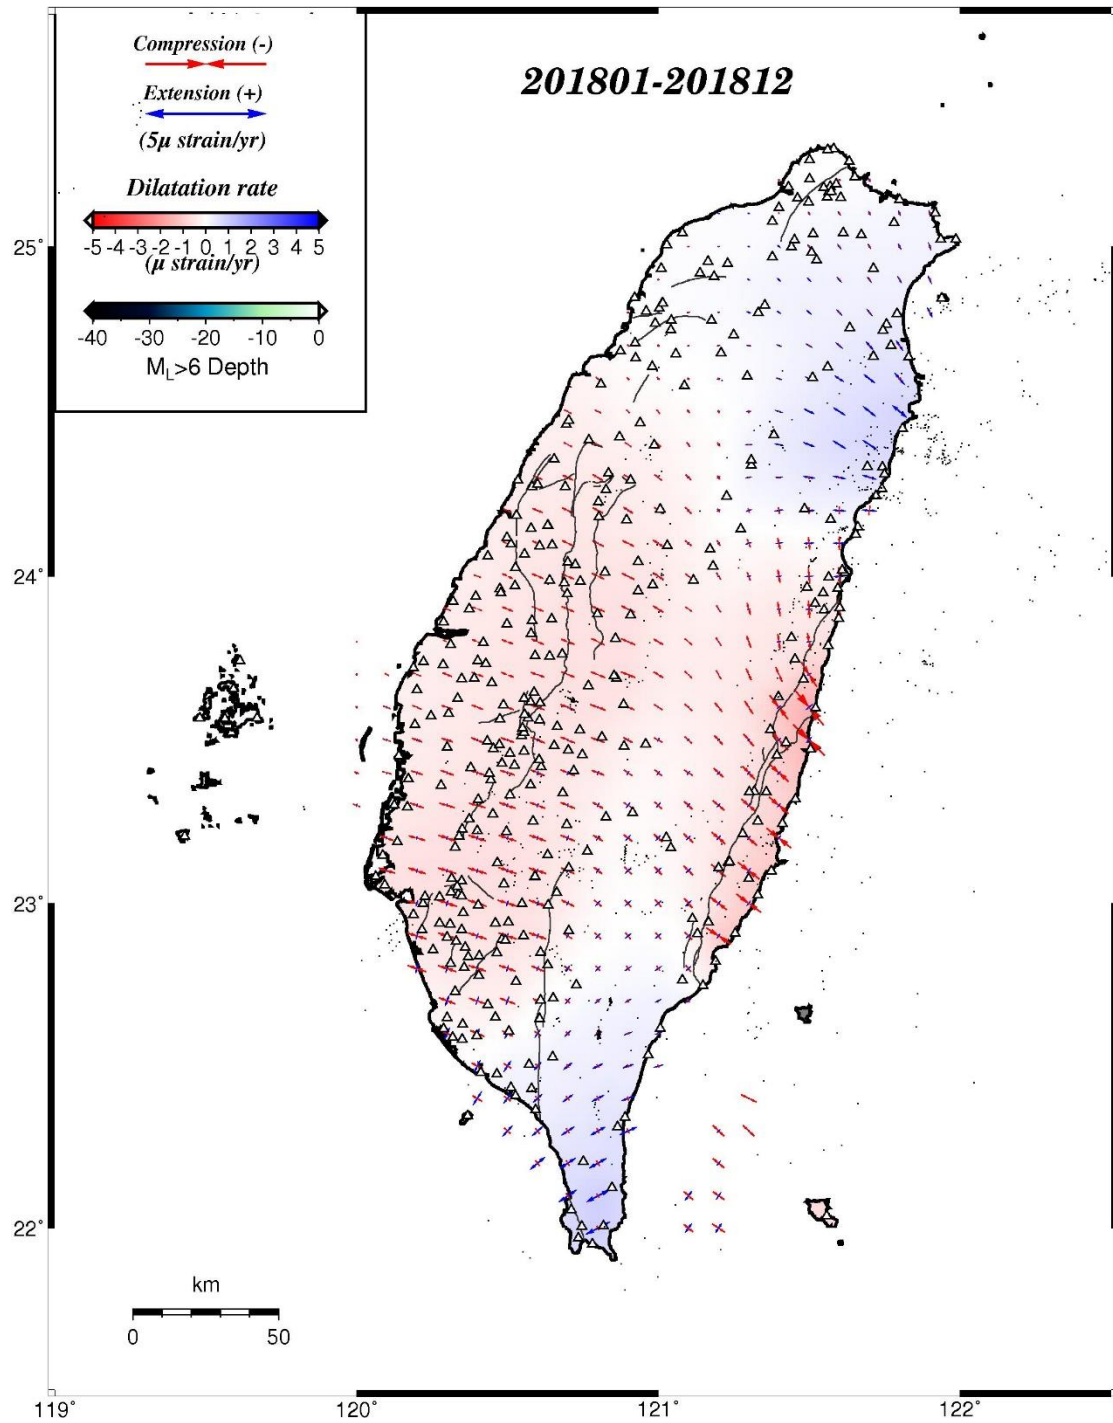 Compression (-)
Extension (+)
(5μ strain/yr)
Dilatation rate
-5 -4 -3 -2 -1 0 1 2 3 4 5
(μ strain/yr)
-40 -30 -20 -10 0
ML>6 Depth
201801-201812
25°
24°
23°
22°
km
0 50
119° 120° 121° 122°